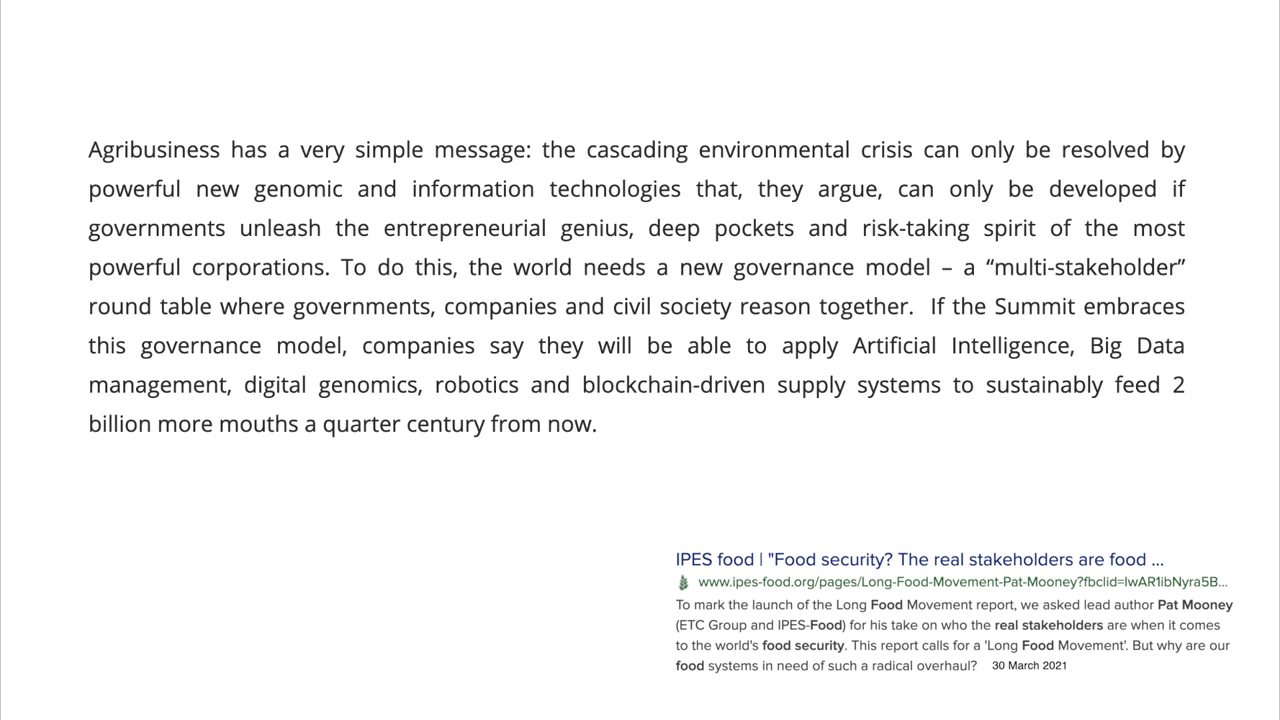 Agribusiness has a very simple message: the cascading environmental crisis can only be resolved by
powerful new genomic and information technologies that, they argue, can only be developed if
governments unleash the entrepreneurial genius, deep pockets and risk-taking spirit of the most
powerful corporations. To do this, the world needs a new governance model – a “multi-stakeholder”
round table where governments, companies and civil society reason together.  If the Summit embraces
this governance model, companies say they will be able to apply Artificial Intelligence, Big Data
management, digital genomics, robotics and blockchain-driven supply systems to sustainably feed 2
billion more mouths a quarter century from now.
IPES food | "Food security? The real stakeholders are food ...
www.ipes-food.org/pages/Long-Food-Movement-Pat-Mooney?fbclid=IwAR1ibNyra5B...
To mark the launch of the Long Food Movement report, we asked lead author Pat Mooney
(ETC Group and IPES-Food) for his take on who the real stakeholders are when it comes
to the world's food security. This report calls for a 'Long Food Movement'. But why are our
food systems in need of such a radical overhaul? 30 March 2021